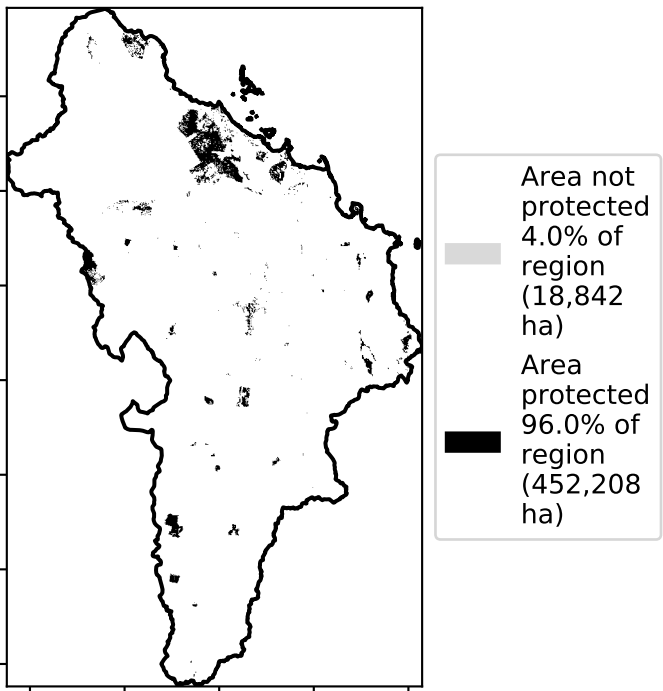 Area not
protected
4.0% of
region
(18,842
ha)
Area
protected
96.0% of
region
(452,208
ha)